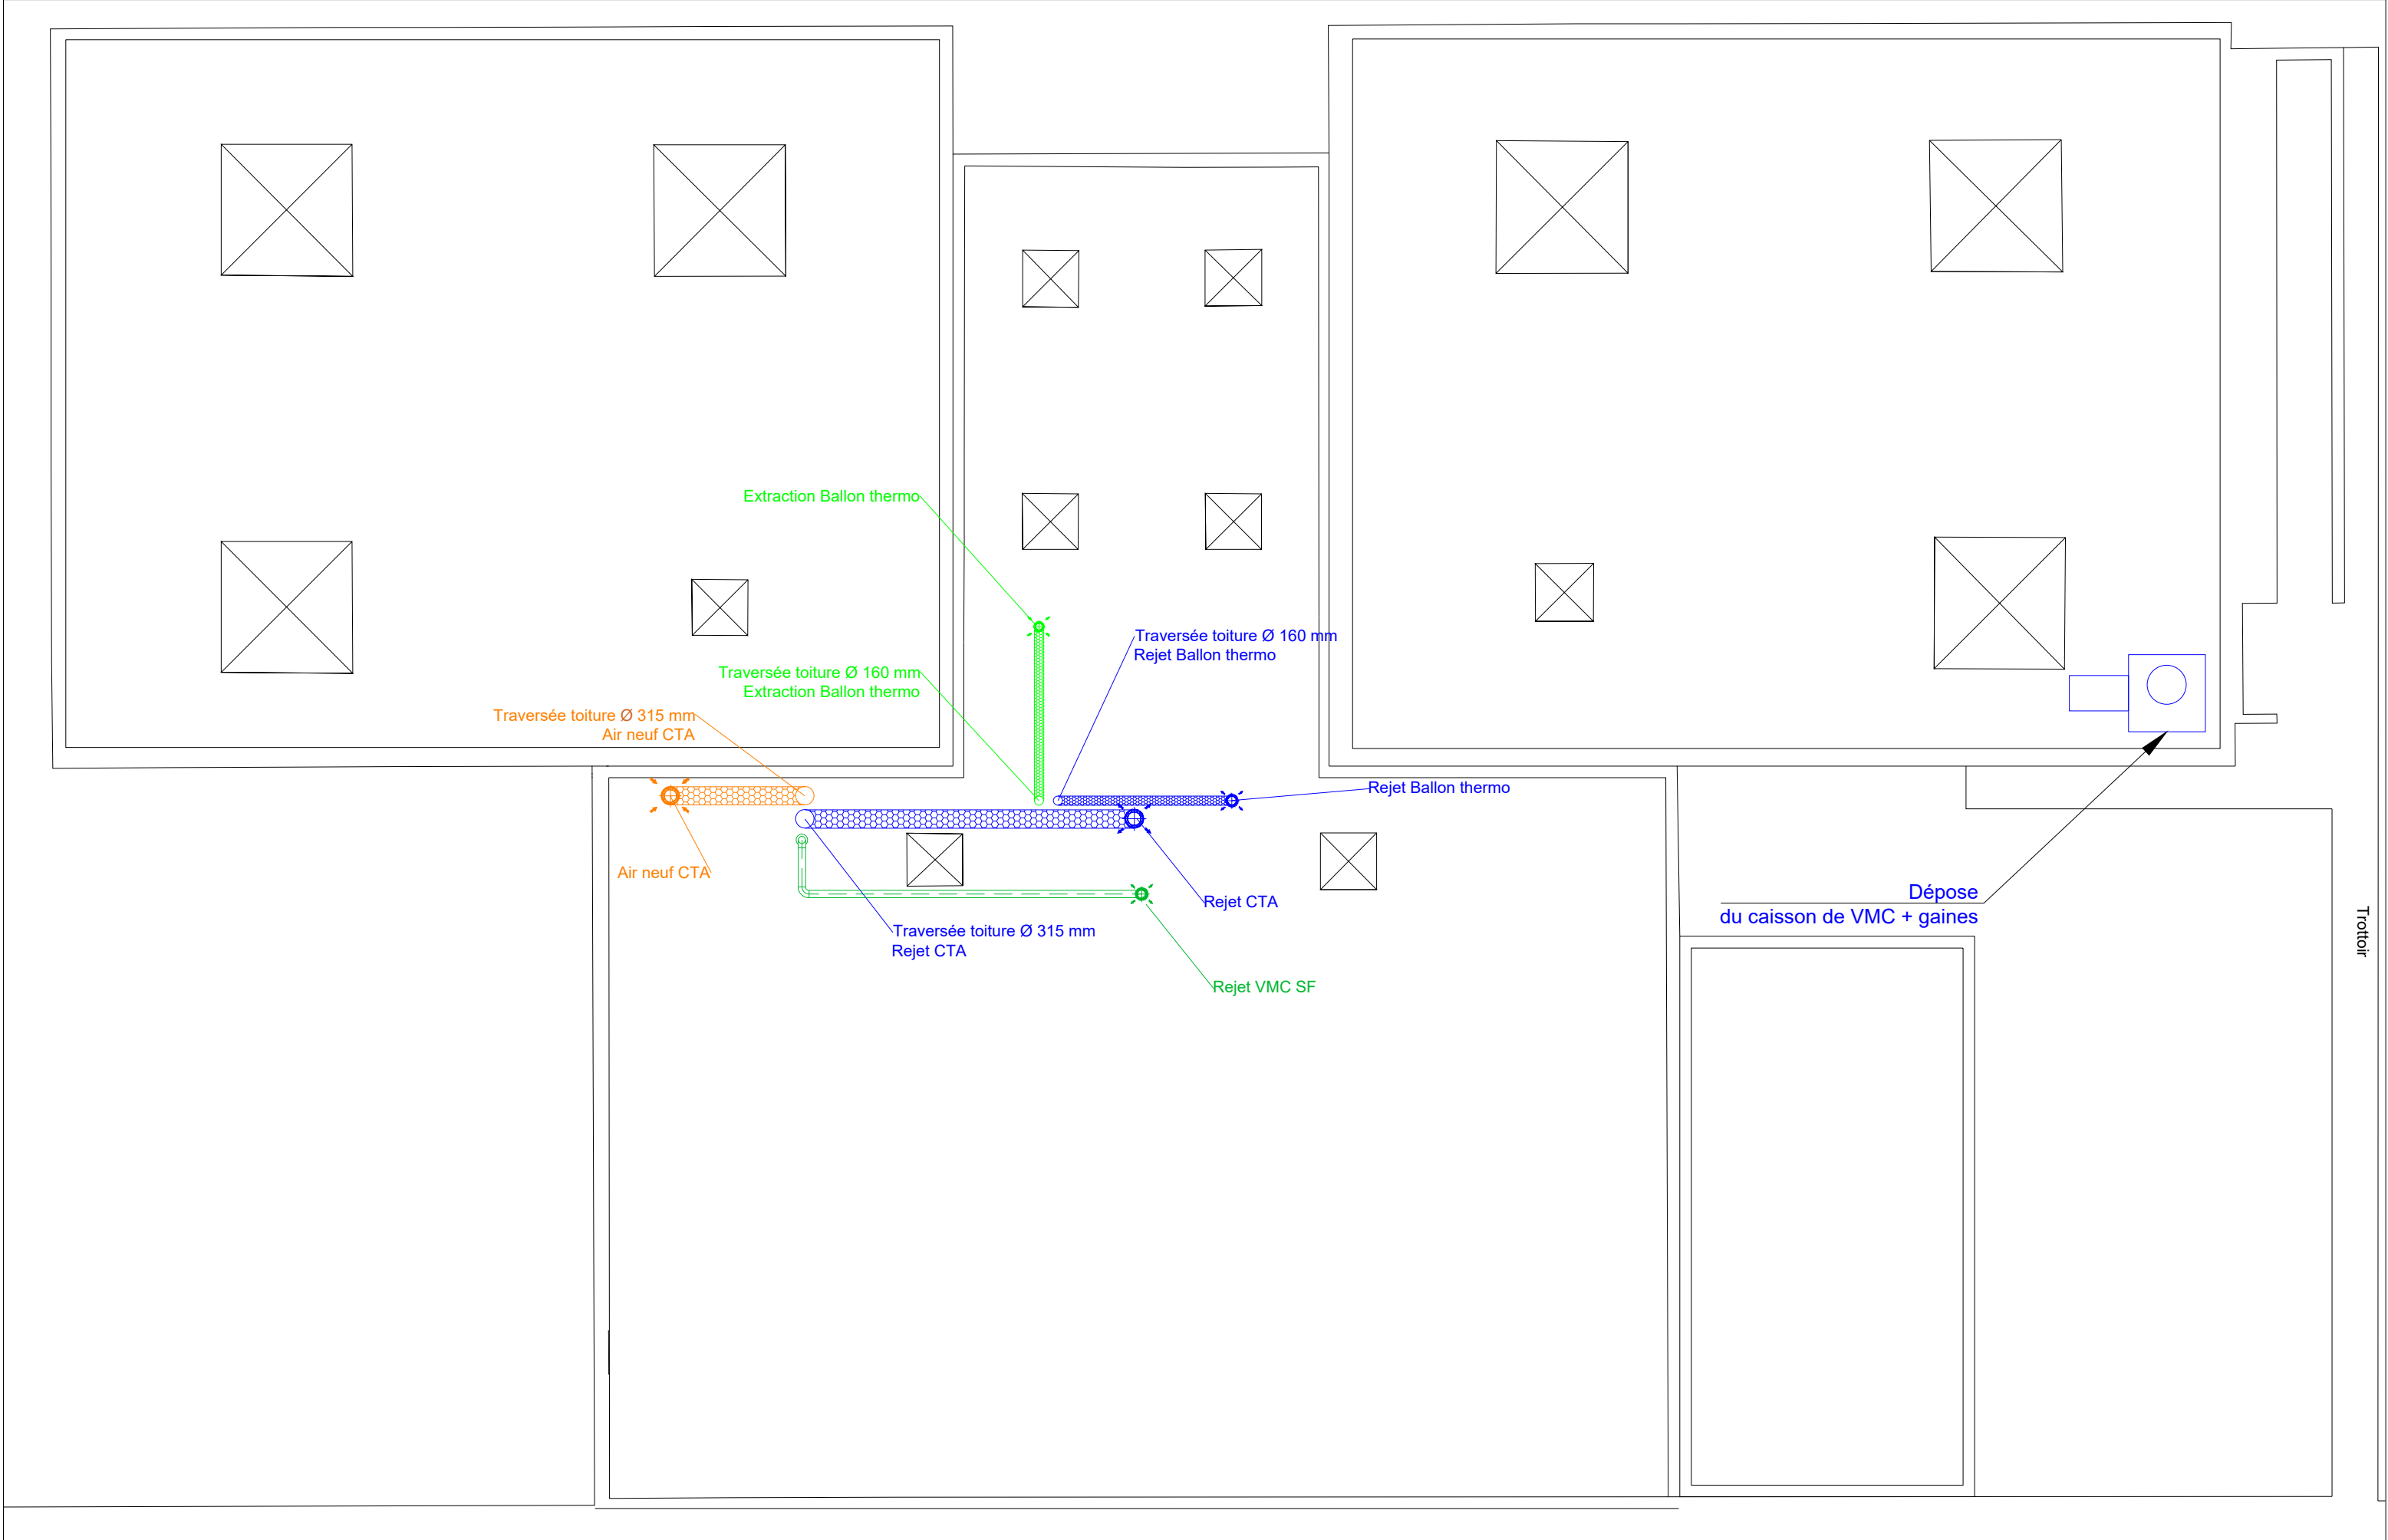 Extraction Ballon thermo
Traversée toiture Ø 160 mm
Rejet Ballon thermo
Traversée toiture Ø 160 mm
Extraction Ballon thermo
Traversée toiture Ø 315 mm
Air neuf CTA
Rejet Ballon thermo
Air neuf CTA
Rejet CTA
Dépose
du caisson de VMC + gaines
Traversée toiture Ø 315 mm
Rejet CTA
Rejet VMC SF
Trottoir